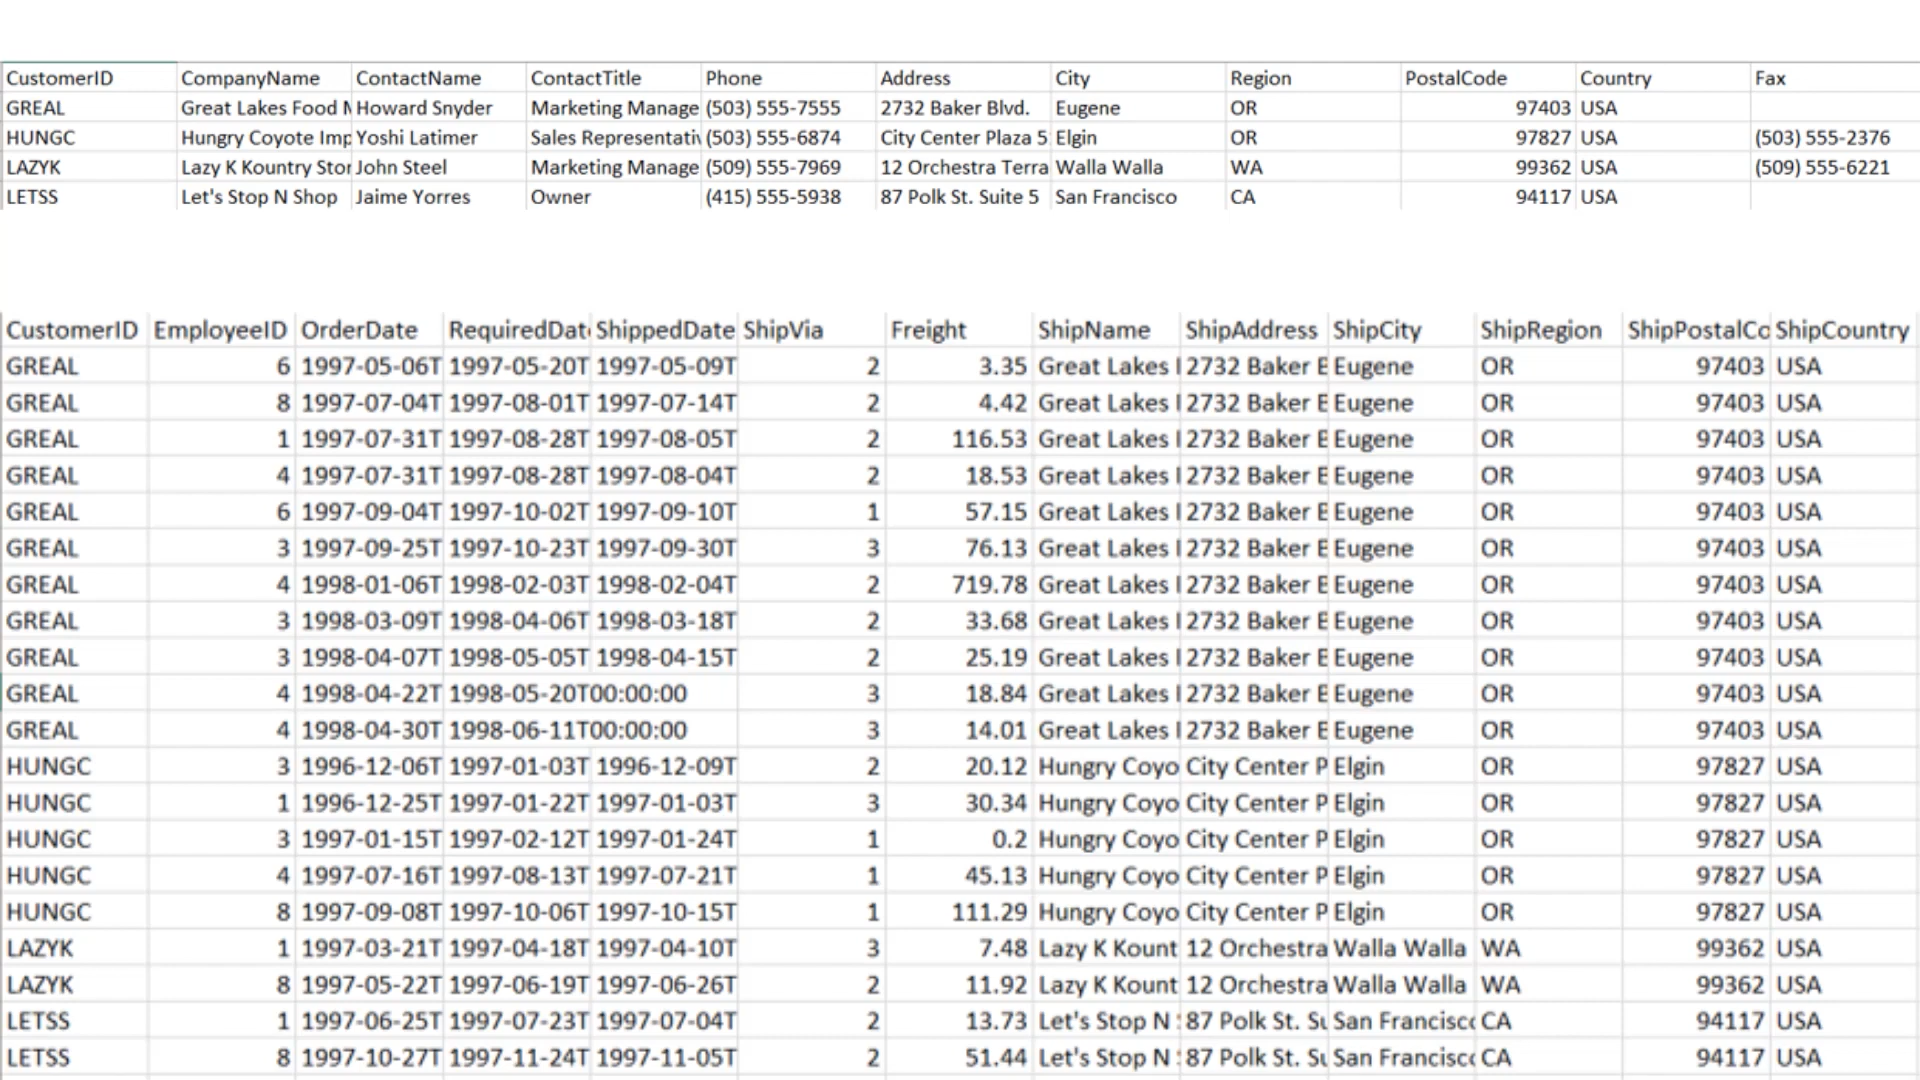 CustomerID CompanyName ContactName ContactTitle Phone Address City Region PostalCode Country Fax
GREAL Great Lakes Food Howard Snyder Marketing Manage (503) 555-7555 2732 Baker Blvd. Eugene OR 97403 USA
HUNGC Hungry Coyote Imp Yoshi Latimer Sales Representativ (503) 555-6874 City Center Plaza 5 Elgin OR 97827 USA (503) 555-2376
LAZYK Lazy K Kountry Stor John Steel Marketing Manage (509) 555-7969 12 Orchestra Terra Walla Walla WA 99362 USA (509) 555-6221
LETSS Let's Stop N Shop Jaime Yorres Owner (415) 555-5938 87 Polk St. Suite 5 San Francisco CA 94117 USA
CustomerID EmployeeID OrderDate RequiredDate ShippedDate ShipVia Freight ShipName ShipAddress ShipCity ShipRegion ShipPostalCo ShipCountry
GREAL 6 1997-05-06T 1997-05-20T 1997-05-09T 2 3.35 Great Lakes 2732 Baker Eugene OR 97403 USA
GREAL 8 1997-07-04T 1997-08-01T 1997-07-14T 2 4.42 Great Lakes 2732 Baker Eugene OR 97403 USA
GREAL 1 1997-07-31T 1997-08-28T 1997-08-05T 2 116.53 Great Lakes 2732 Baker Eugene OR 97403 USA
GREAL 4 1997-07-31T 1997-08-28T 1997-08-04T 2 18.53 Great Lakes 2732 Baker Eugene OR 97403 USA
GREAL 6 1997-09-04T 1997-10-02T 1997-09-10T 1 57.15 Great Lakes 2732 Baker Eugene OR 97403 USA
GREAL 3 1997-09-25T 1997-10-23T 1997-09-30T 3 76.13 Great Lakes 2732 Baker Eugene OR 97403 USA
GREAL 4 1998-01-06T 1998-02-03T 1998-02-04T 2 719.78 Great Lakes 2732 Baker Eugene OR 97403 USA
GREAL 3 1998-03-09T 1998-04-06T 1998-03-18T 2 33.68 Great Lakes 2732 Baker Eugene OR 97403 USA
GREAL 3 1998-04-07T 1998-05-05T 1998-04-15T 2 25.19 Great Lakes 2732 Baker Eugene OR 97403 USA
GREAL 4 1998-04-22T 1998-05-20T00:00:00 3 18.84 Great Lakes 2732 Baker Eugene OR 97403 USA
GREAL 4 1998-04-30T 1998-06-11T00:00:00 3 14.01 Great Lakes 2732 Baker Eugene OR 97403 USA
HUNGC 3 1996-12-06T 1997-01-03T 1996-12-09T 2 20.12 Hungry Coyo City Center P Elgin OR 97827 USA
HUNGC 1 1996-12-25T 1997-01-22T 1997-01-03T 3 30.34 Hungry Coyo City Center P Elgin OR 97827 USA
HUNGC 3 1997-01-15T 1997-02-12T 1997-01-24T 1 0.2 Hungry Coyo City Center P Elgin OR 97827 USA
HUNGC 4 1997-07-16T 1997-08-13T 1997-07-21T 1 45.13 Hungry Coyo City Center P Elgin OR 97827 USA
HUNGC 8 1997-09-08T 1997-10-06T 1997-10-15T 1 111.29 Hungry Coyo City Center P Elgin OR 97827 USA
LAZYK 1 1997-03-21T 1997-04-18T 1997-04-10T 3 7.48 Lazy K Kount 12 Orchestra Walla Walla WA 99362 USA
LAZYK 8 1997-05-22T 1997-06-19T 1997-06-26T 2 11.92 Lazy K Kount 12 Orchestra Walla Walla WA 99362 USA
LETSS 1 1997-06-25T 1997-07-23T 1997-07-04T 2 13.73 Let's Stop N 87 Polk St. Su San Francisco CA 94117 USA
LETSS 8 1997-10-27T 1997-11-24T 1997-11-05T 2 51.44 Let's Stop N 87 Polk St. Su San Francisco CA 94117 USA